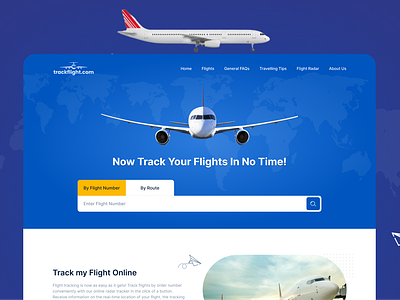 trackflight.com
Home Flights General FAQs Travelling Tips Flight Radar About Us
Now Track Your Flights In No Time!
By Flight Number By Route
Enter Flight Number
Track my Flight Online
Flight tracking is now as easy as it gets! Track flights by order number
conveniently with our online radar tracker in the click of a button.
Receive information on the real-time location of your flight, the tracking